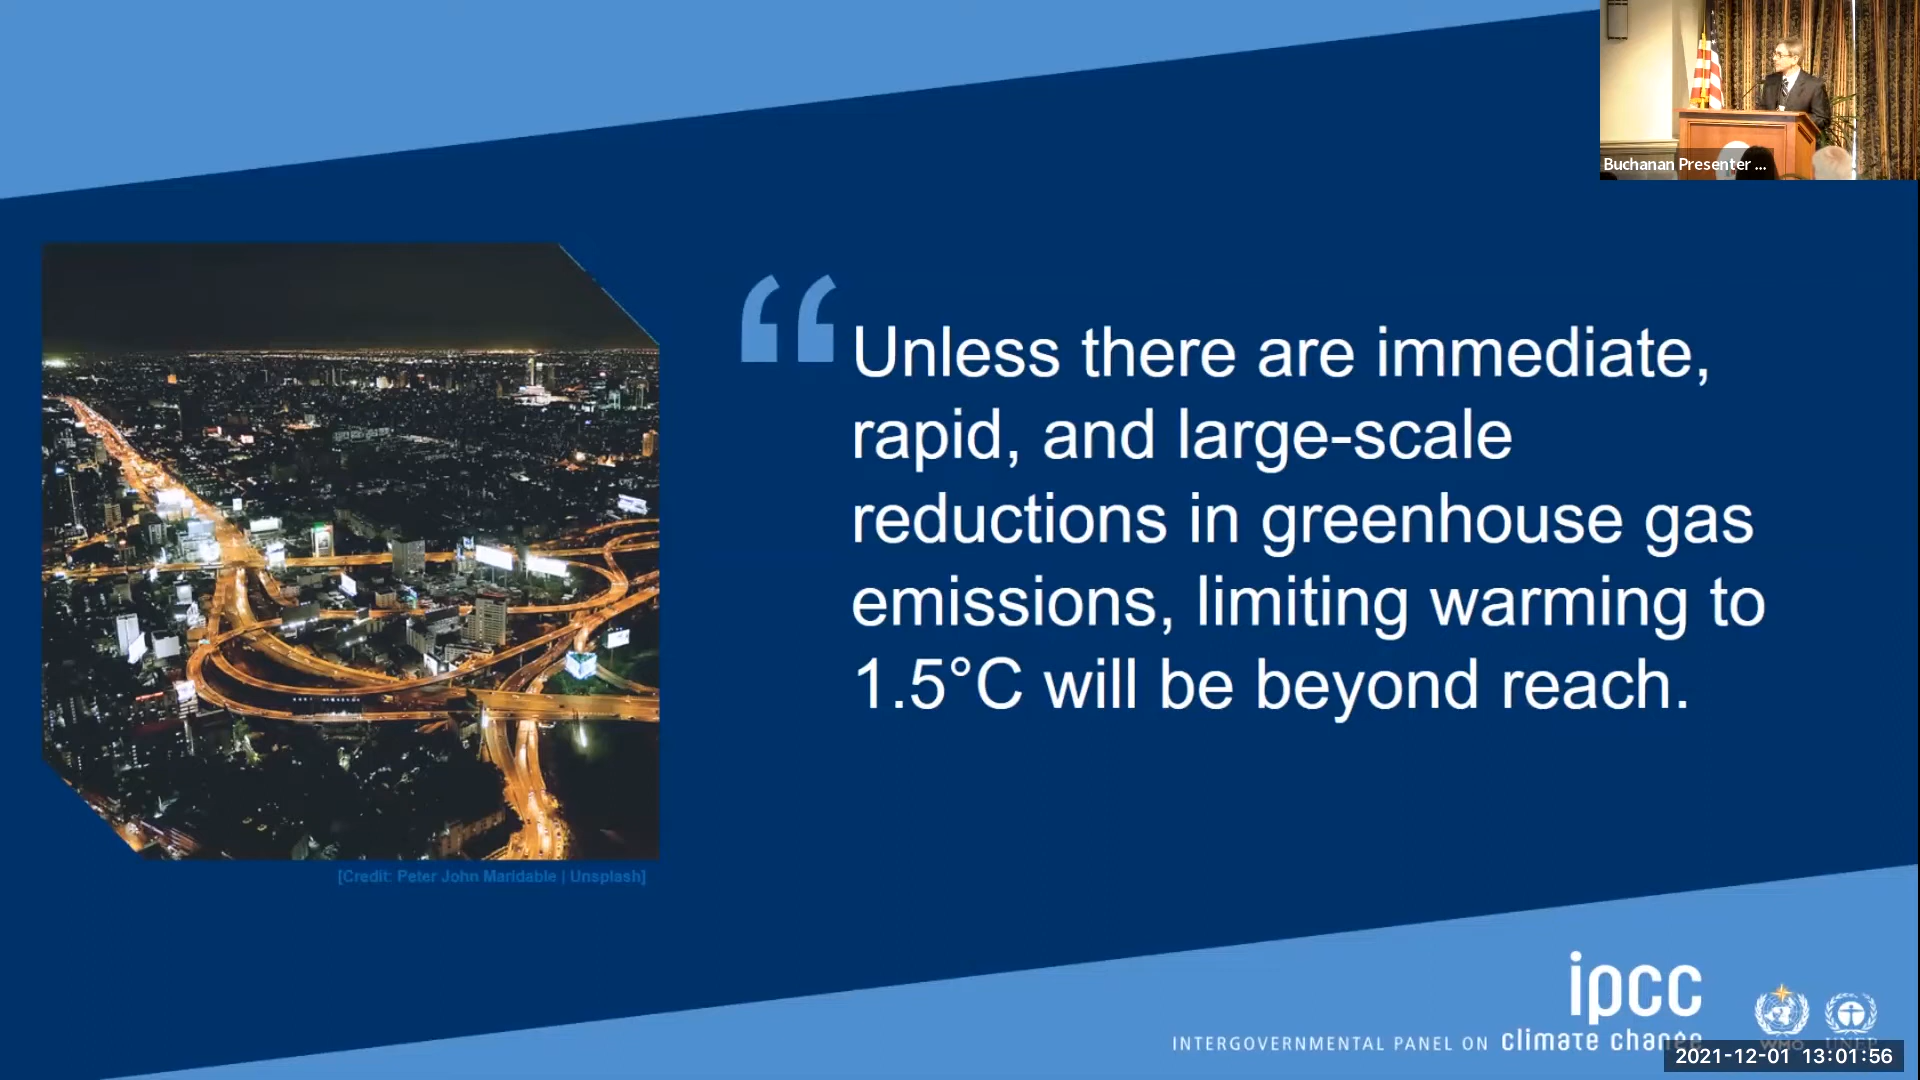 Buchanan Presenter ...
“
Unless there are immediate,
rapid, and large-scale
reductions in greenhouse gas
emissions, limiting warming to
1.5°C will be beyond reach.
[Credit: Peter John Maridable | Unsplash]
ipcc
INTERGOVERNMENTAL PANEL ON climate change
WMO UNEP
2021-12-01 13:01:56